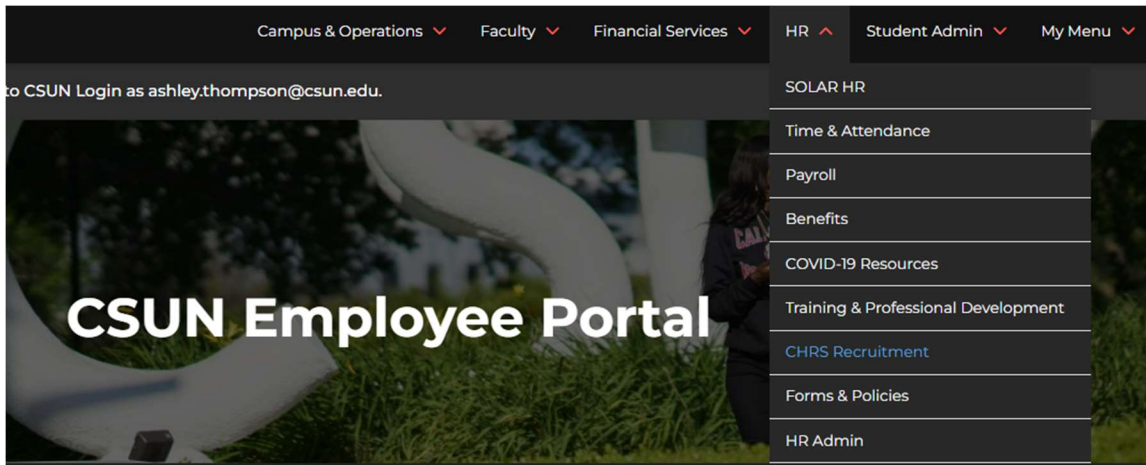 Campus & Operations Faculty Financial Services HR Student Admin My Menu
to CSUN Login as ashley.thompson@csun.edu.
SOLAR HR
Time & Attendance
Payroll
Benefits
COVID-19 Resources
Training & Professional Development
CHRS Recruitment
Forms & Policies
HR Admin
CSUN Employee Portal